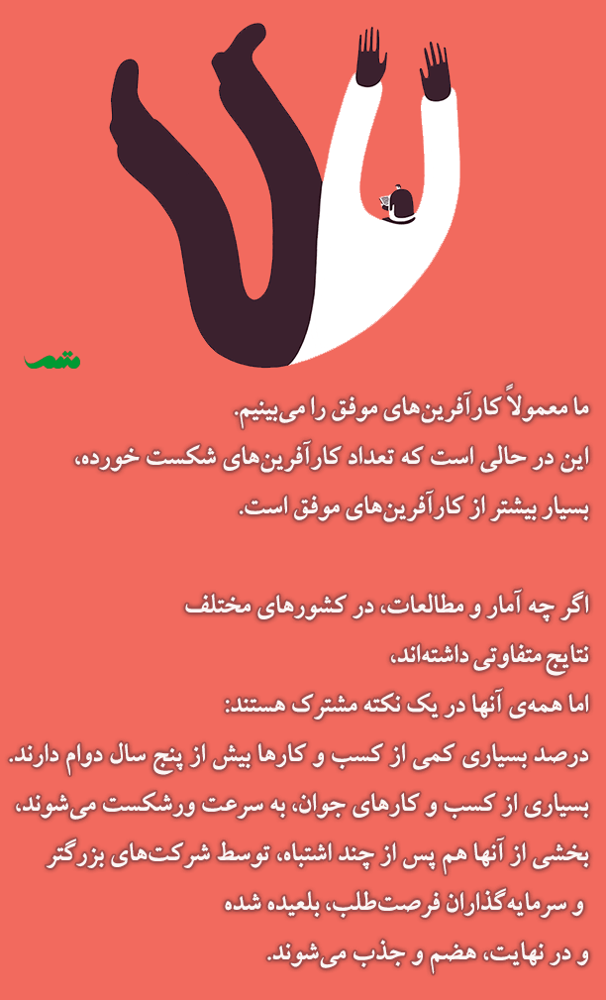 متمم
ما معمولاً کارآفرین‌های موفق را می‌بینیم.
این در حالی است که تعداد کارآفرین‌های شکست خورده،
بسیار بیشتر از کارآفرین‌های موفق است.
اگر چه آمار و مطالعات، در کشورهای مختلف
نتایج متفاوتی داشته‌اند،
اما همه‌ی آنها در یک نکته مشترک هستند:
درصد بسیاری کمی از کسب و کارها بیش از پنج سال دوام دارند.
بسیاری از کسب و کارهای جوان، به سرعت ورشکست می‌شوند،
بخشی از آنها هم پس از چند اشتباه، توسط شرکت‌های بزرگتر
و سرمایه‌گذاران فرصت‌طلب، بلعیده شده
و در نهایت، هضم و جذب می‌شوند.